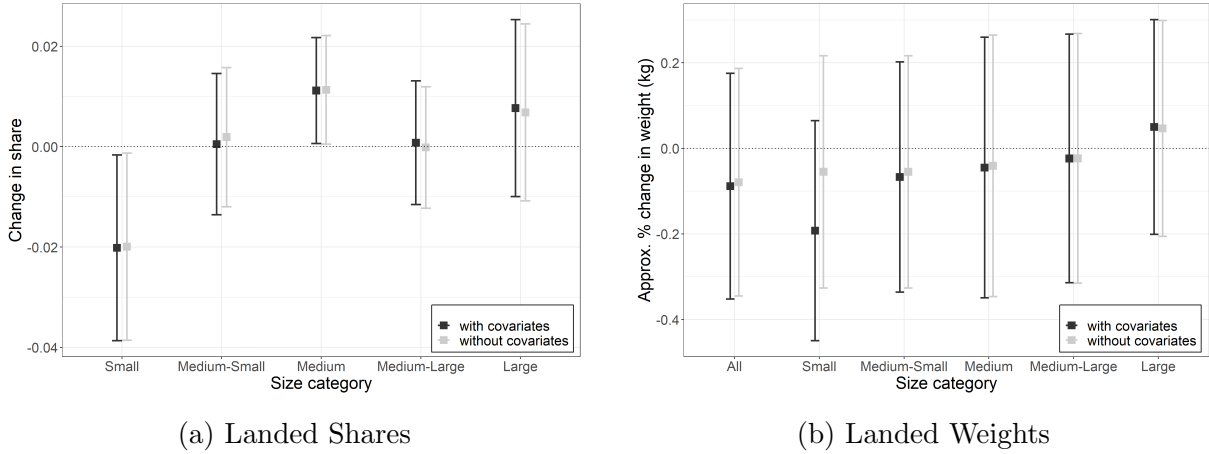 Change in share
0.02
0.00
-0.02
-0.04
with covariates
without covariates
Small Medium-Small Medium Medium-Large Large
Size category
(a) Landed Shares
Approx. % change in weight (kg)
0.2
0.0
-0.2
-0.4
with covariates
without covariates
All Small Medium-Small Medium Medium-Large Large
Size category
(b) Landed Weights